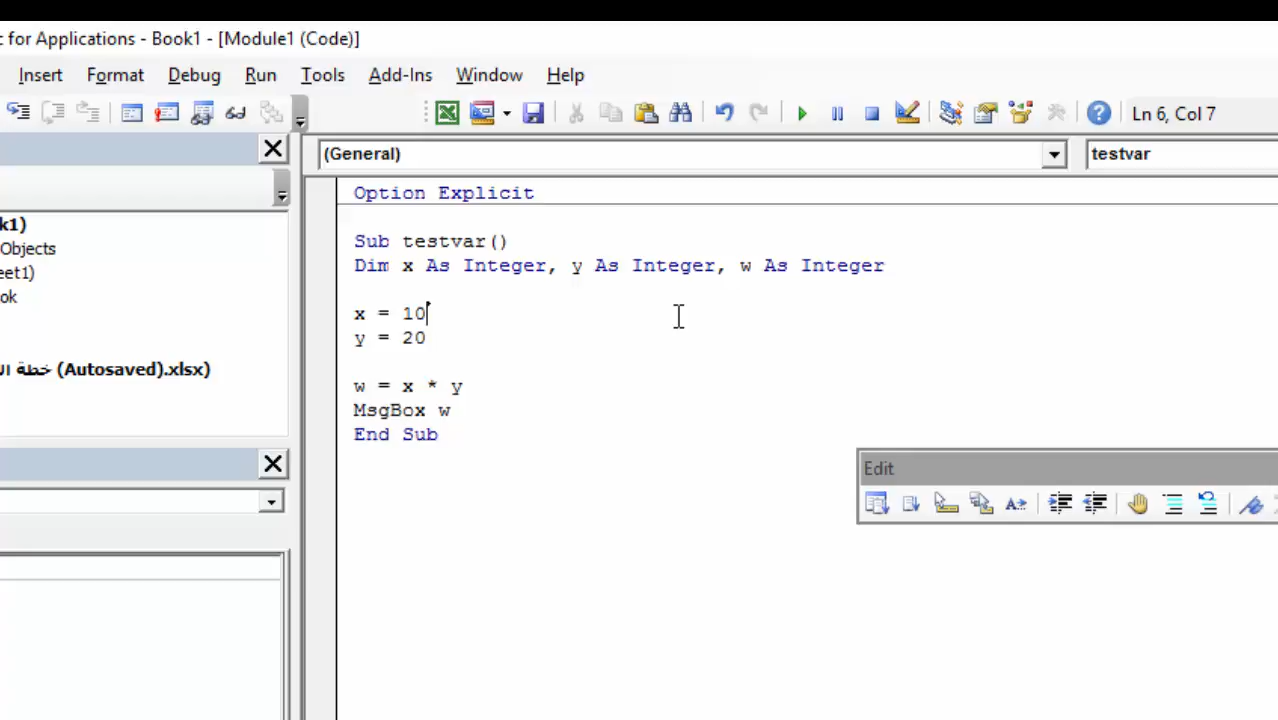 t for Applications - Book1 - [Module1 (Code)]
Insert Format Debug Run Tools Add-Ins Window Help
Ln 6, Col 7
(General) testvar
k1)
Objects
eet1)
ok
خطة ال (Autosaved).xlsx)
Option Explicit
Sub testvar()
Dim x As Integer, y As Integer, w As Integer
x = 10
y = 20
w = x * y
MsgBox w
End Sub
Edit